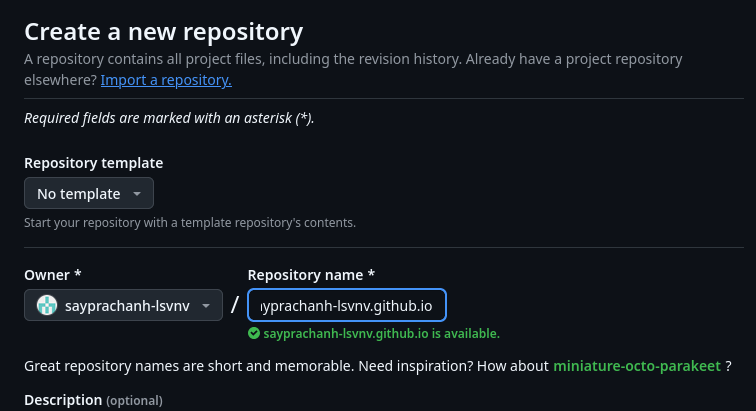 Create a new repository
A repository contains all project files, including the revision history. Already have a project repository
elsewhere? Import a repository.
Required fields are marked with an asterisk (*).
Repository template
No template
Start your repository with a template repository's contents.
Owner * Repository name *
sayprachanh-lsvnv / yprachanh-lsvnv.github.io
sayprachanh-lsvnv.github.io is available.
Great repository names are short and memorable. Need inspiration? How about miniature-octo-parakeet ?
Description (optional)